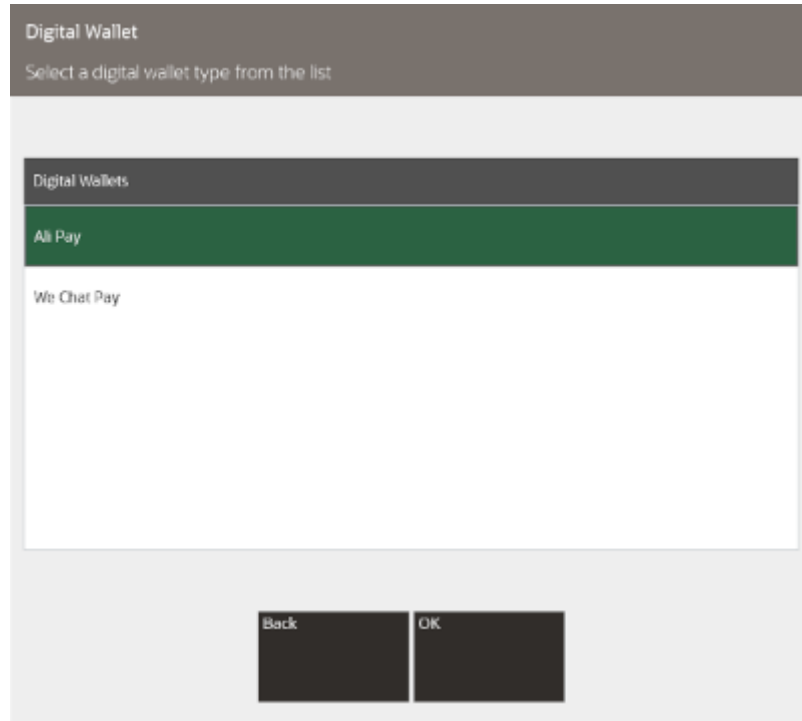 Digital Wallet
Select a digital wallet type from the list
Digital Wallets
Ali Pay
We Chat Pay
Back
OK